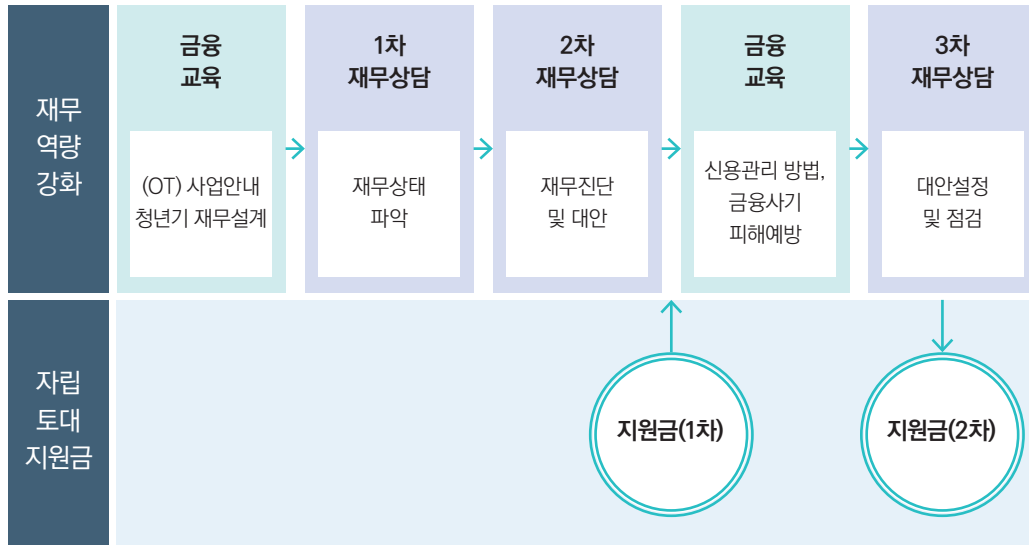 재무
역량
강화
금융
교육
(OT) 사업안내
청년기 재무설계
1차
재무상담
재무상태
파악
2차
재무상담
재무진단
및 대안
금융
교육
신용관리 방법,
금융사기
피해예방
3차
재무상담
대안설정
및 점검
자립
토대
지원금
지원금(1차)
지원금(2차)